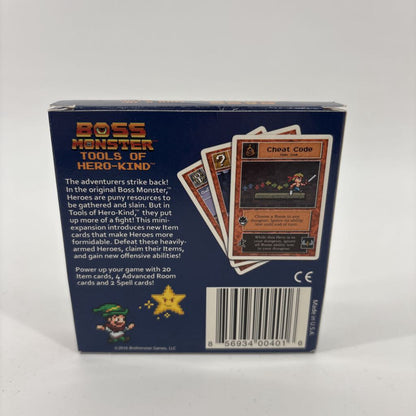 BOSS
MONSTER™
TOOLS OF
HERO-KIND™
The adventurers strike back!
In the original Boss Monster,™
Heroes are puny resources to
be gathered and slain. But in
Tools of Hero-Kind,™ they put
up more of a fight! This mini-
expansion introduces new Item
cards that make Heroes more
formidable. Defeat these heavily-
armed Heroes, claim their Items,
and gain new offensive abilities!
Power up your game with 20
Item cards, 4 Advanced Room
cards and 2 Spell cards!
Cheat Code
CE
Made in U.S.A.
8 56934 00401 6